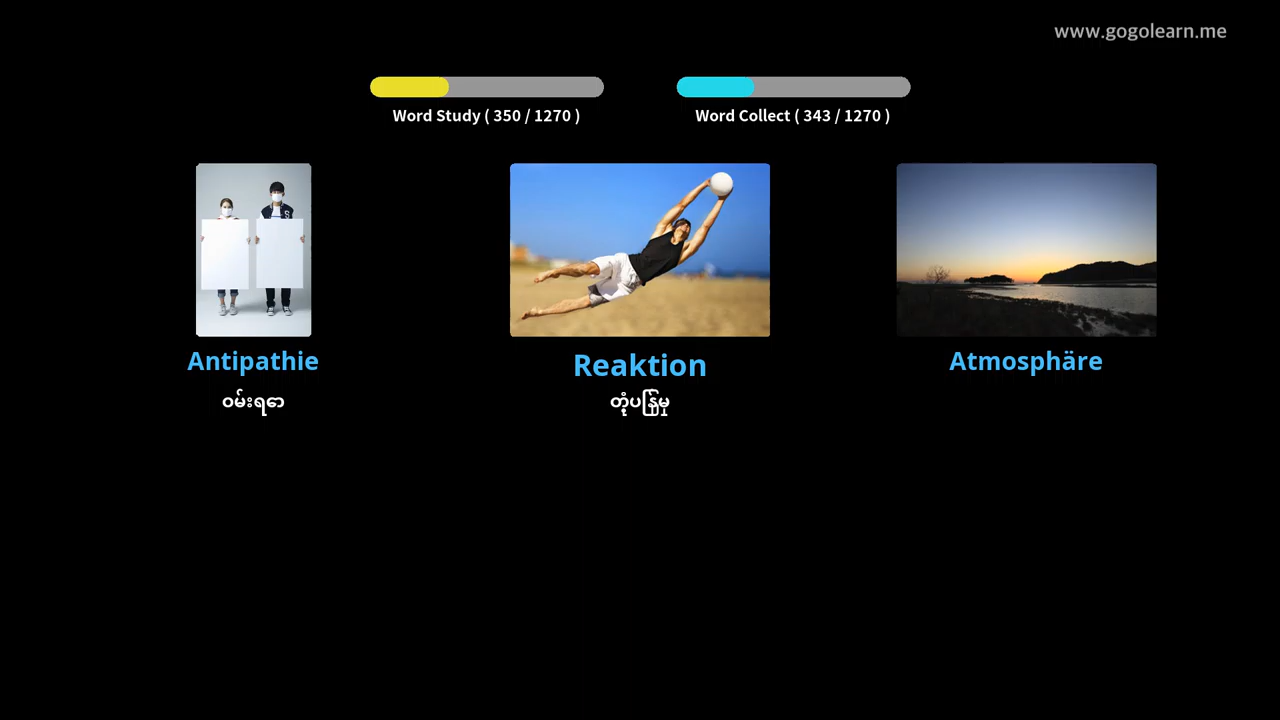 www.gogolearn.me
Word Study ( 350 / 1270 )
Word Collect ( 343 / 1270 )
Antipathie
Reaktion
Atmosphäre
ဝမ်းရောဂ
တုံ့ပြန်မှု